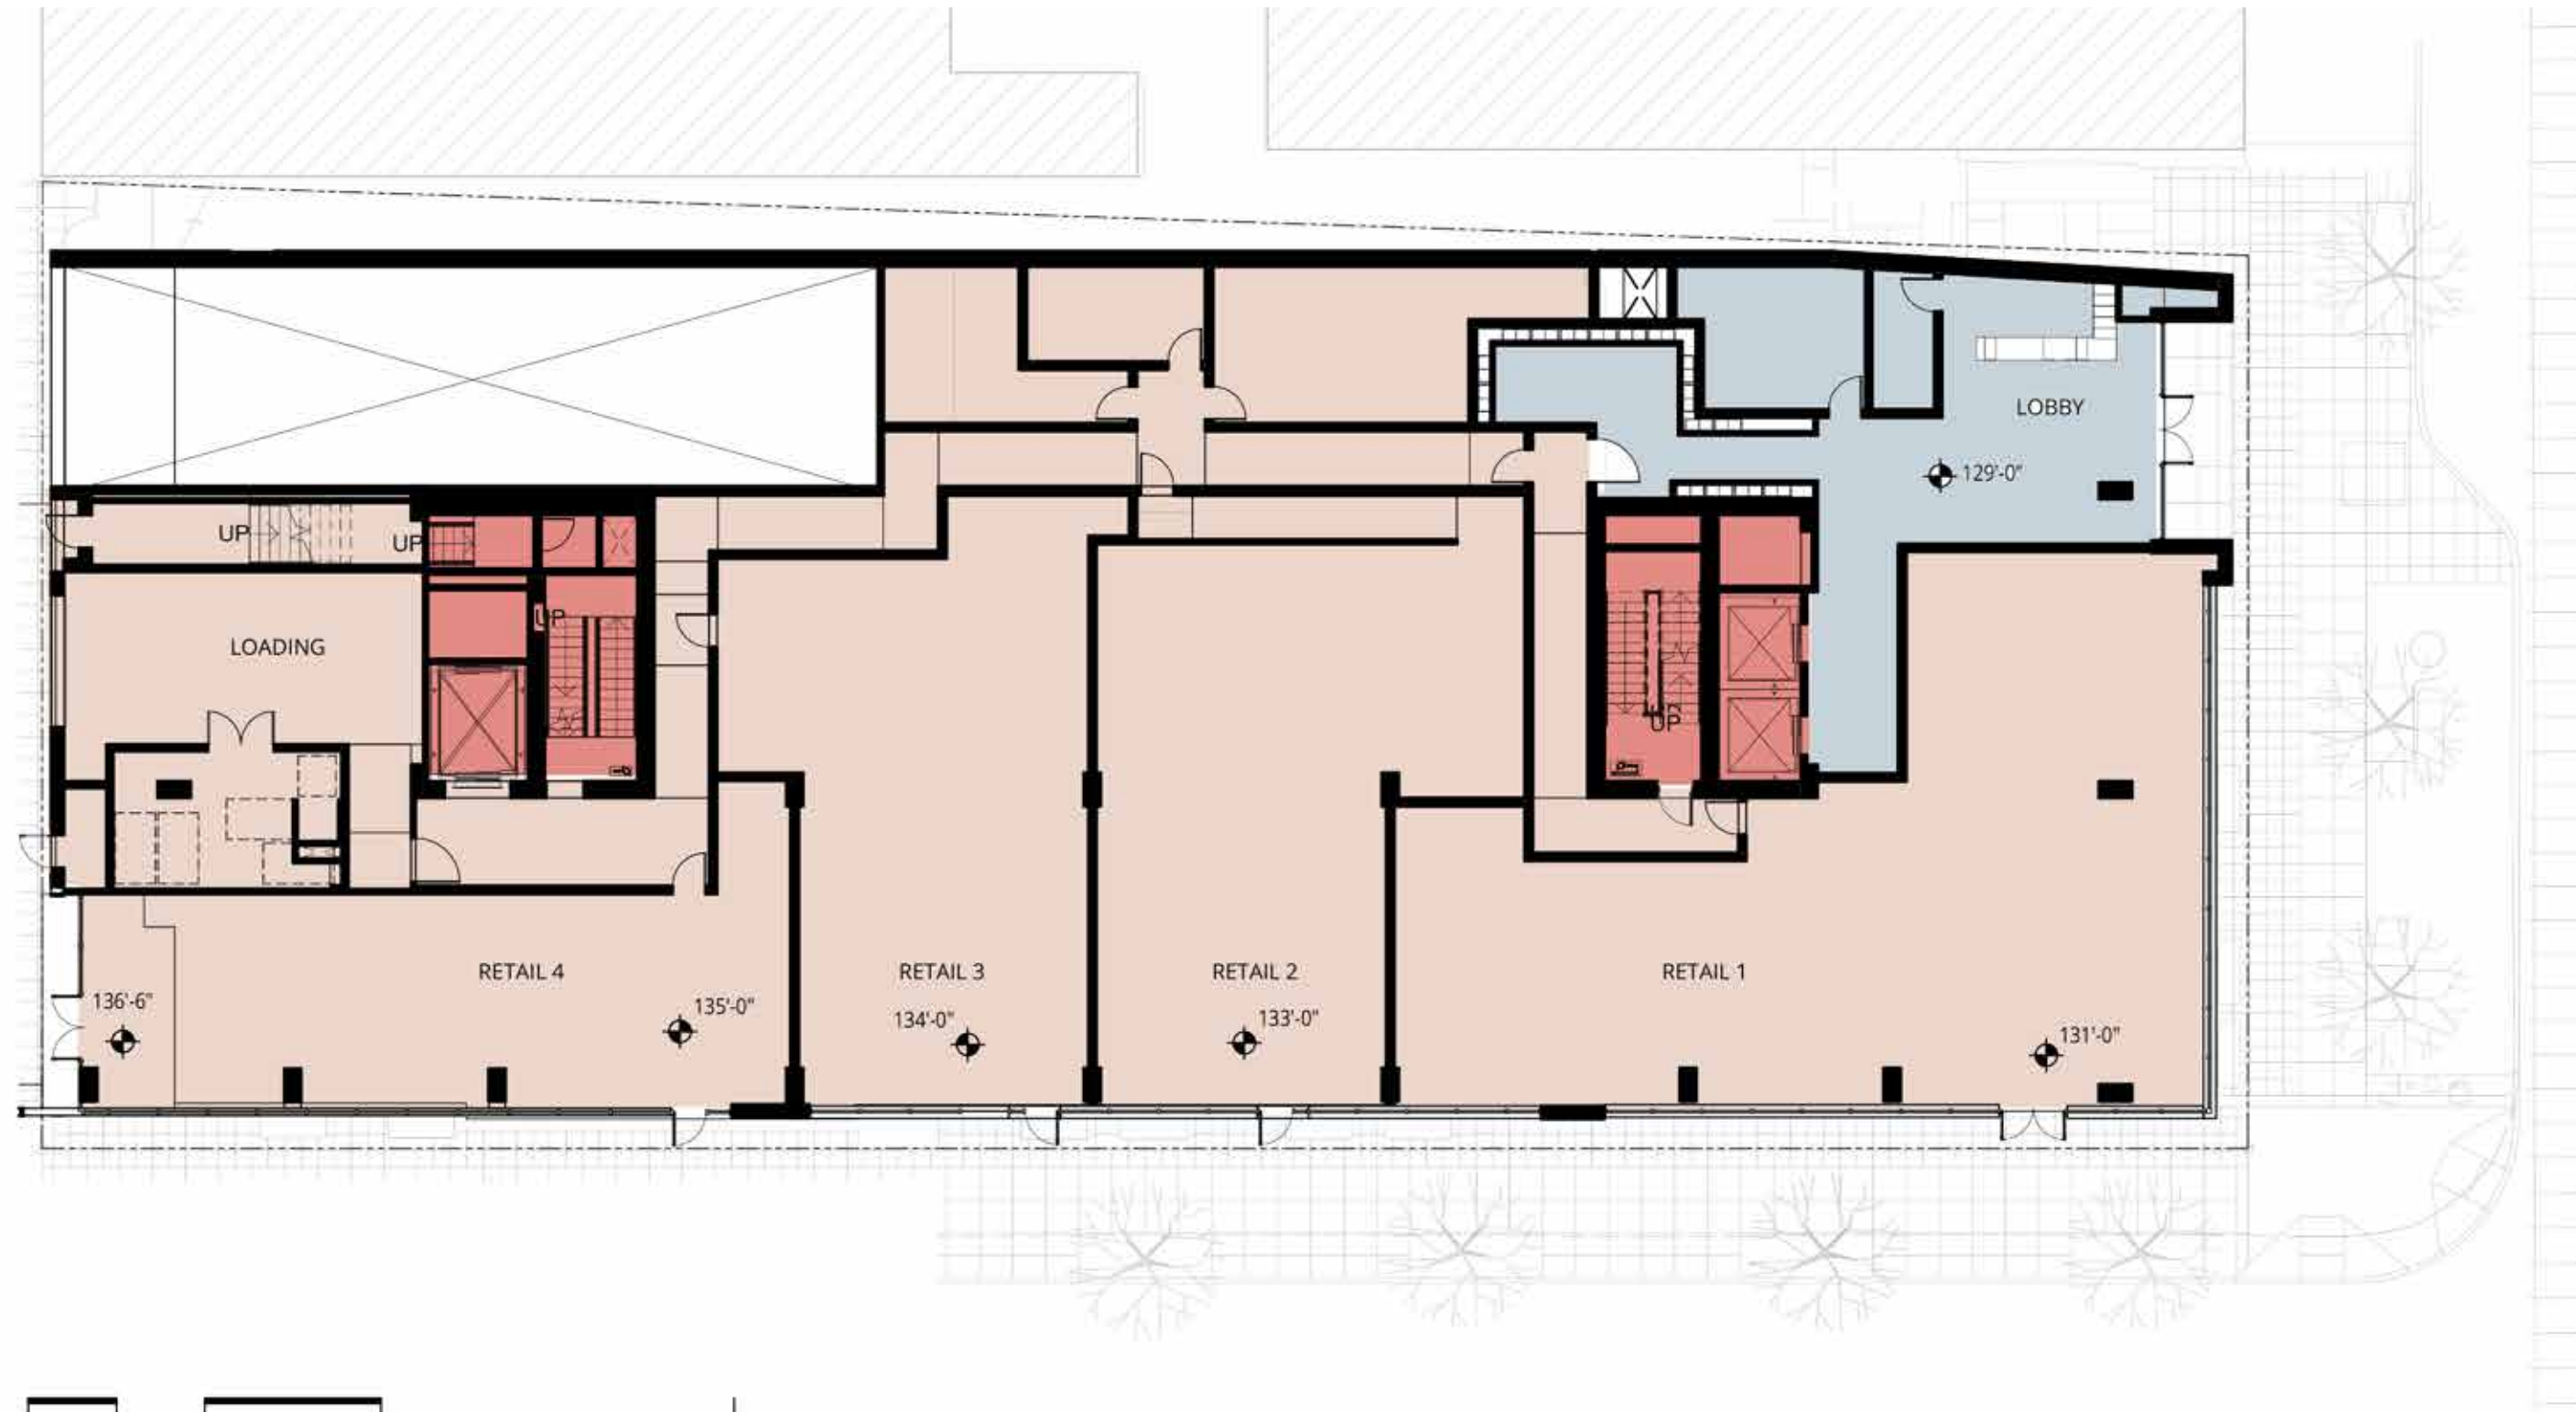 LOBBY
129'-0"
UP
UP
UP
LOADING
UP
RETAIL 4
RETAIL 3
RETAIL 2
RETAIL 1
136'-6"
135'-0"
134'-0"
133'-0"
131'-0"